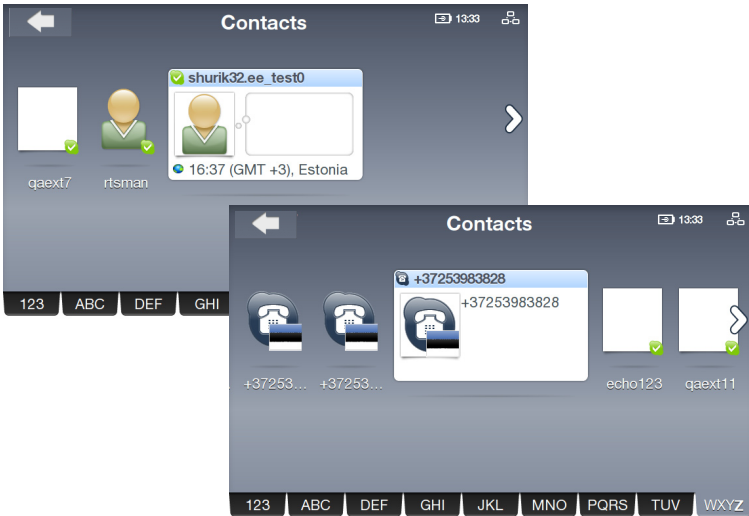 Contacts
13:33
shurik32.ee_test0
16:37 (GMT +3), Estonia
qaext7
rtsman
123 ABC DEF GHI
Contacts
13:33
+37253983828
+37253983828
+37253...
+37253...
echo123
qaext11
123 ABC DEF GHI JKL MNO PQRS TUV WXYZ